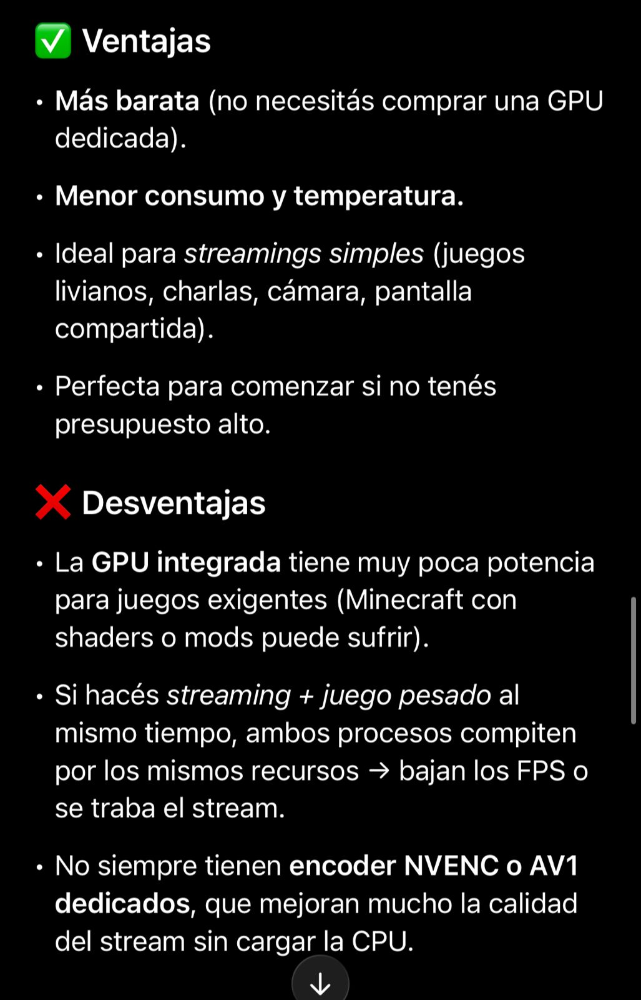 ✅ Ventajas
• Más barata (no necesitás comprar una GPU
dedicada).
• Menor consumo y temperatura.
• Ideal para streamings simples (juegos
livianos, charlas, cámara, pantalla
compartida).
• Perfecta para comenzar si no tenés
presupuesto alto.
❌ Desventajas
• La GPU integrada tiene muy poca potencia
para juegos exigentes (Minecraft con
shaders o mods puede sufrir).
• Si hacés streaming + juego pesado al
mismo tiempo, ambos procesos compiten
por los mismos recursos → bajan los FPS o
se traba el stream.
• No siempre tienen encoder NVENC o AV1
dedicados, que mejoran mucho la calidad
del stream sin cargar la CPU.